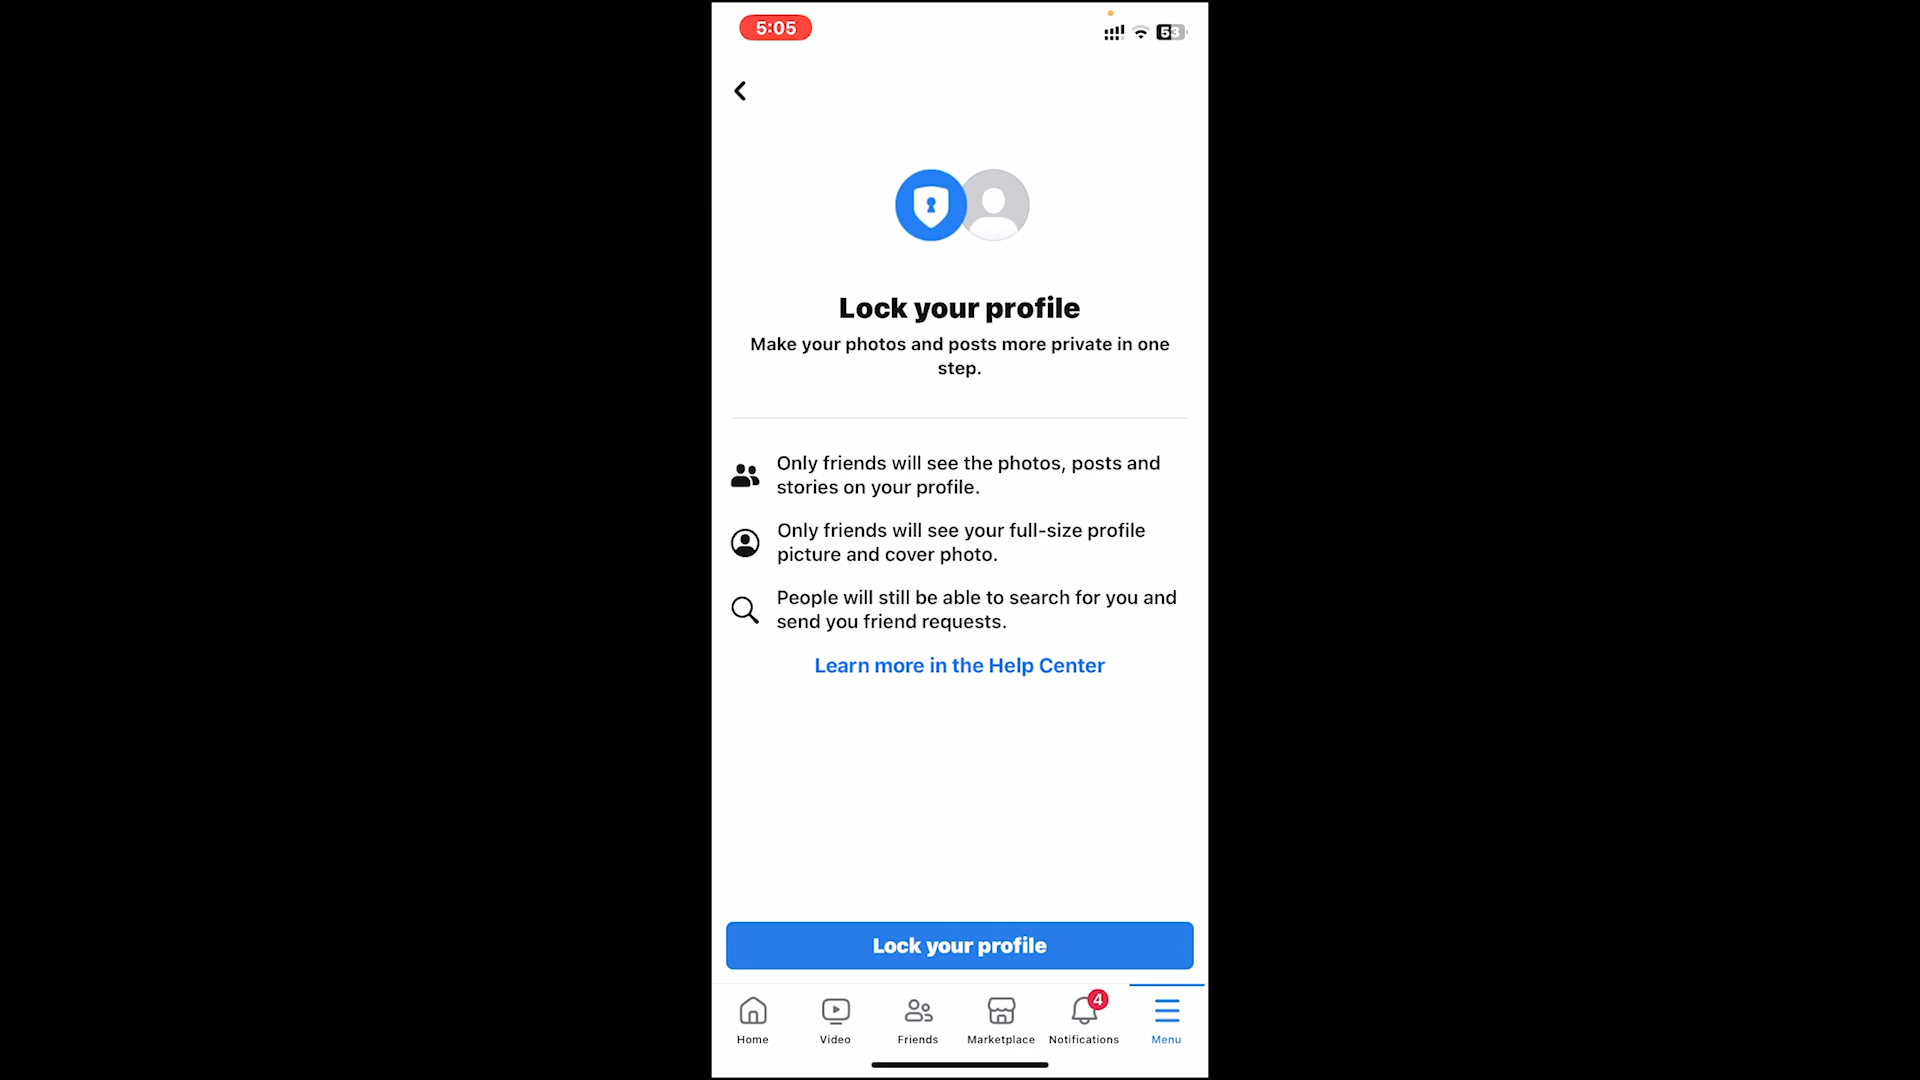 5:05
53
Lock your profile
Make your photos and posts more private in one
step.
Only friends will see the photos, posts and
stories on your profile.
Only friends will see your full-size profile
picture and cover photo.
People will still be able to search for you and
send you friend requests.
Learn more in the Help Center
Lock your profile
4
Home Video Friends Marketplace Notifications Menu